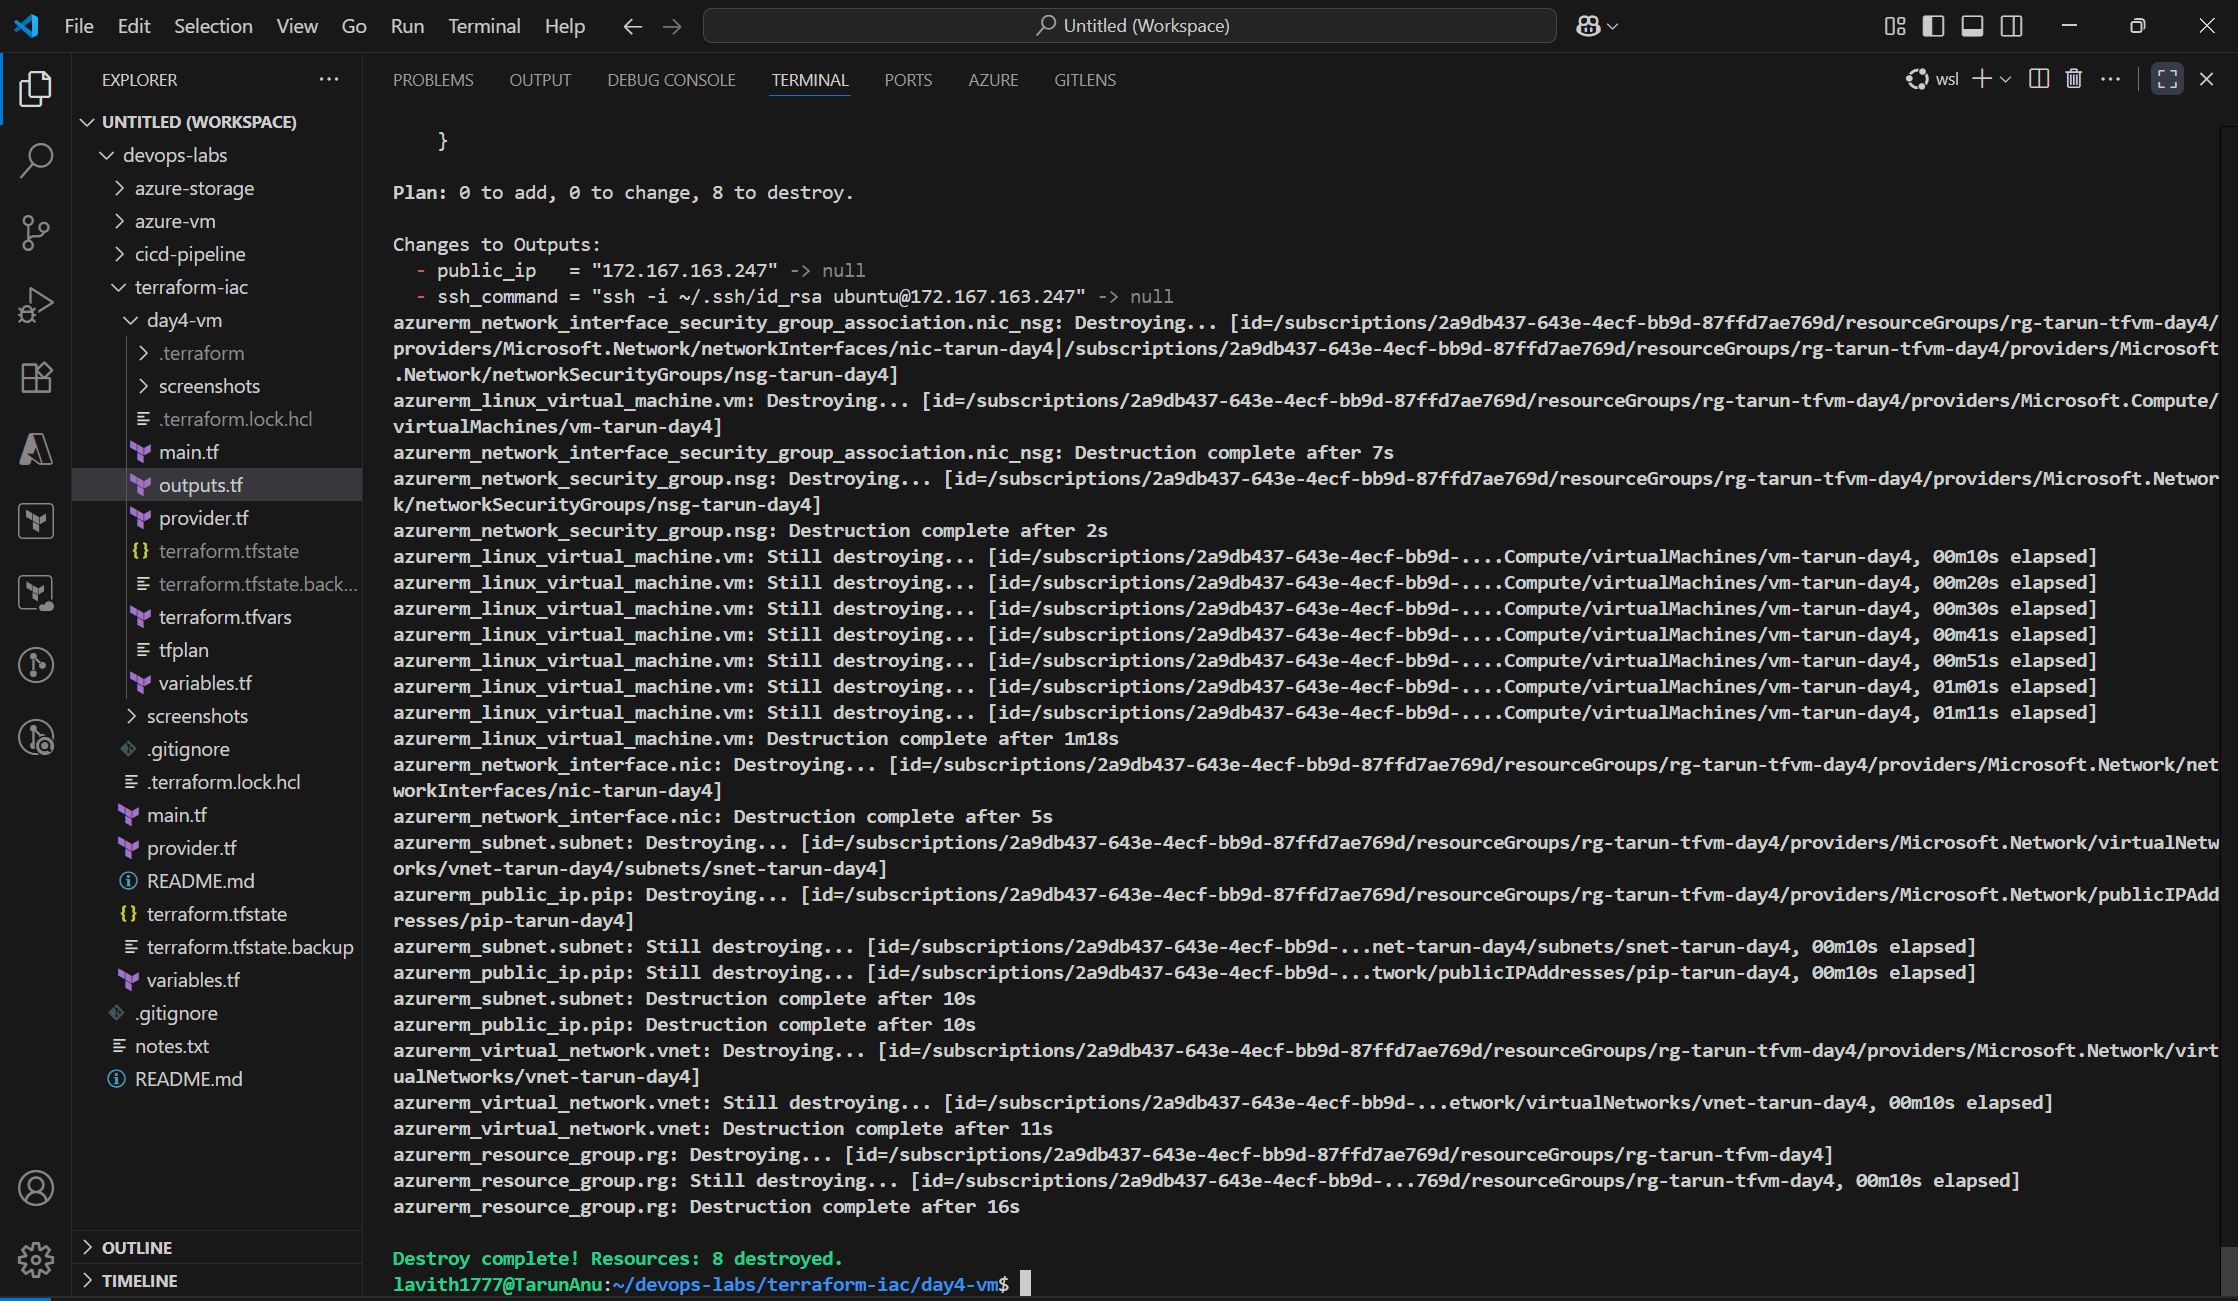 File Edit Selection View Go Run Terminal Help
Untitled (Workspace)
EXPLORER
UNTITLED (WORKSPACE)
devops-labs
azure-storage
azure-vm
cicd-pipeline
terraform-iac
day4-vm
.terraform
screenshots
.terraform.lock.hcl
main.tf
outputs.tf
provider.tf
terraform.tfstate
terraform.tfstate.back...
terraform.tfvars
tfplan
variables.tf
screenshots
.gitignore
.terraform.lock.hcl
main.tf
provider.tf
README.md
terraform.tfstate
terraform.tfstate.backup
variables.tf
.gitignore
notes.txt
README.md
OUTLINE
TIMELINE
PROBLEMS OUTPUT DEBUG CONSOLE TERMINAL PORTS AZURE GITLENS
wsl
}
Plan: 0 to add, 0 to change, 8 to destroy.
Changes to Outputs:
- public_ip   = "172.167.163.247" -> null
- ssh_command = "ssh -i ~/.ssh/id_rsa ubuntu@172.167.163.247" -> null
azurerm_network_interface_security_group_association.nic_nsg: Destroying... [id=/subscriptions/2a9db437-643e-4ecf-bb9d-87ffd7ae769d/resourceGroups/rg-tarun-tfvm-day4/
providers/Microsoft.Network/networkInterfaces/nic-tarun-day4|/subscriptions/2a9db437-643e-4ecf-bb9d-87ffd7ae769d/resourceGroups/rg-tarun-tfvm-day4/providers/Microsoft
.Network/networkSecurityGroups/nsg-tarun-day4]
azurerm_linux_virtual_machine.vm: Destroying... [id=/subscriptions/2a9db437-643e-4ecf-bb9d-87ffd7ae769d/resourceGroups/rg-tarun-tfvm-day4/providers/Microsoft.Compute/
virtualMachines/vm-tarun-day4]
azurerm_network_interface_security_group_association.nic_nsg: Destruction complete after 7s
azurerm_network_security_group.nsg: Destroying... [id=/subscriptions/2a9db437-643e-4ecf-bb9d-87ffd7ae769d/resourceGroups/rg-tarun-tfvm-day4/providers/Microsoft.Networ
k/networkSecurityGroups/nsg-tarun-day4]
azurerm_network_security_group.nsg: Destruction complete after 2s
azurerm_linux_virtual_machine.vm: Still destroying... [id=/subscriptions/2a9db437-643e-4ecf-bb9d-....Compute/virtualMachines/vm-tarun-day4, 00m10s elapsed]
azurerm_linux_virtual_machine.vm: Still destroying... [id=/subscriptions/2a9db437-643e-4ecf-bb9d-....Compute/virtualMachines/vm-tarun-day4, 00m20s elapsed]
azurerm_linux_virtual_machine.vm: Still destroying... [id=/subscriptions/2a9db437-643e-4ecf-bb9d-....Compute/virtualMachines/vm-tarun-day4, 00m30s elapsed]
azurerm_linux_virtual_machine.vm: Still destroying... [id=/subscriptions/2a9db437-643e-4ecf-bb9d-....Compute/virtualMachines/vm-tarun-day4, 00m41s elapsed]
azurerm_linux_virtual_machine.vm: Still destroying... [id=/subscriptions/2a9db437-643e-4ecf-bb9d-....Compute/virtualMachines/vm-tarun-day4, 00m51s elapsed]
azurerm_linux_virtual_machine.vm: Still destroying... [id=/subscriptions/2a9db437-643e-4ecf-bb9d-....Compute/virtualMachines/vm-tarun-day4, 01m01s elapsed]
azurerm_linux_virtual_machine.vm: Still destroying... [id=/subscriptions/2a9db437-643e-4ecf-bb9d-....Compute/virtualMachines/vm-tarun-day4, 01m11s elapsed]
azurerm_linux_virtual_machine.vm: Destruction complete after 1m18s
azurerm_network_interface.nic: Destroying... [id=/subscriptions/2a9db437-643e-4ecf-bb9d-87ffd7ae769d/resourceGroups/rg-tarun-tfvm-day4/providers/Microsoft.Network/net
workInterfaces/nic-tarun-day4]
azurerm_network_interface.nic: Destruction complete after 5s
azurerm_subnet.subnet: Destroying... [id=/subscriptions/2a9db437-643e-4ecf-bb9d-87ffd7ae769d/resourceGroups/rg-tarun-tfvm-day4/providers/Microsoft.Network/virtualNetw
orks/vnet-tarun-day4/subnets/snet-tarun-day4]
azurerm_public_ip.pip: Destroying... [id=/subscriptions/2a9db437-643e-4ecf-bb9d-87ffd7ae769d/resourceGroups/rg-tarun-tfvm-day4/providers/Microsoft.Network/publicIPAdd
resses/pip-tarun-day4]
azurerm_subnet.subnet: Still destroying... [id=/subscriptions/2a9db437-643e-4ecf-bb9d-...net-tarun-day4/subnets/snet-tarun-day4, 00m10s elapsed]
azurerm_public_ip.pip: Still destroying... [id=/subscriptions/2a9db437-643e-4ecf-bb9d-...twork/publicIPAddresses/pip-tarun-day4, 00m10s elapsed]
azurerm_subnet.subnet: Destruction complete after 10s
azurerm_public_ip.pip: Destruction complete after 10s
azurerm_virtual_network.vnet: Destroying... [id=/subscriptions/2a9db437-643e-4ecf-bb9d-87ffd7ae769d/resourceGroups/rg-tarun-tfvm-day4/providers/Microsoft.Network/virt
ualNetworks/vnet-tarun-day4]
azurerm_virtual_network.vnet: Still destroying... [id=/subscriptions/2a9db437-643e-4ecf-bb9d-...etwork/virtualNetworks/vnet-tarun-day4, 00m10s elapsed]
azurerm_virtual_network.vnet: Destruction complete after 11s
azurerm_resource_group.rg: Destroying... [id=/subscriptions/2a9db437-643e-4ecf-bb9d-87ffd7ae769d/resourceGroups/rg-tarun-tfvm-day4]
azurerm_resource_group.rg: Still destroying... [id=/subscriptions/2a9db437-643e-4ecf-bb9d-...769d/resourceGroups/rg-tarun-tfvm-day4, 00m10s elapsed]
azurerm_resource_group.rg: Destruction complete after 16s
Destroy complete! Resources: 8 destroyed.
lavith1777@TarunAnu:~/devops-labs/terraform-iac/day4-vm$